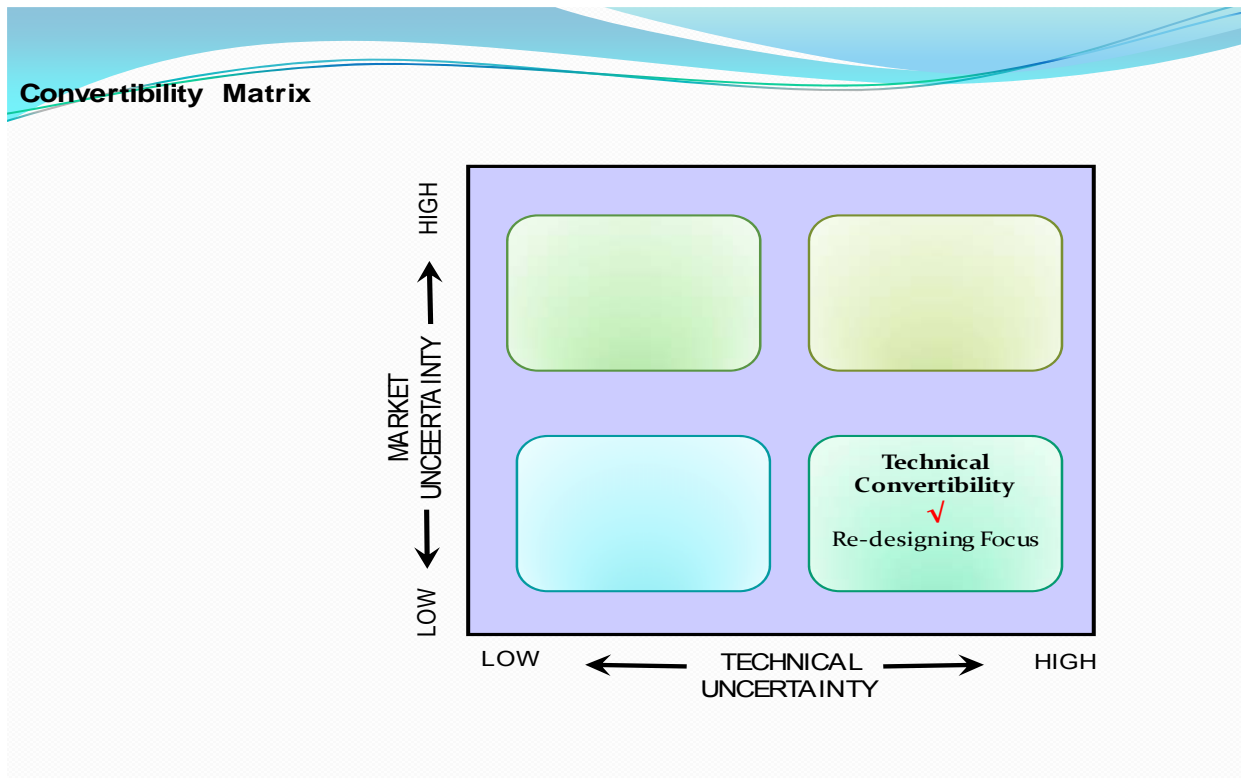 Convertibility Matrix
HIGH
MARKET
UNCEERTAINTY
LOW
Technical
Convertibility
√
Re-designing Focus
LOW
TECHNICAL
UNCERTAINTY
HIGH